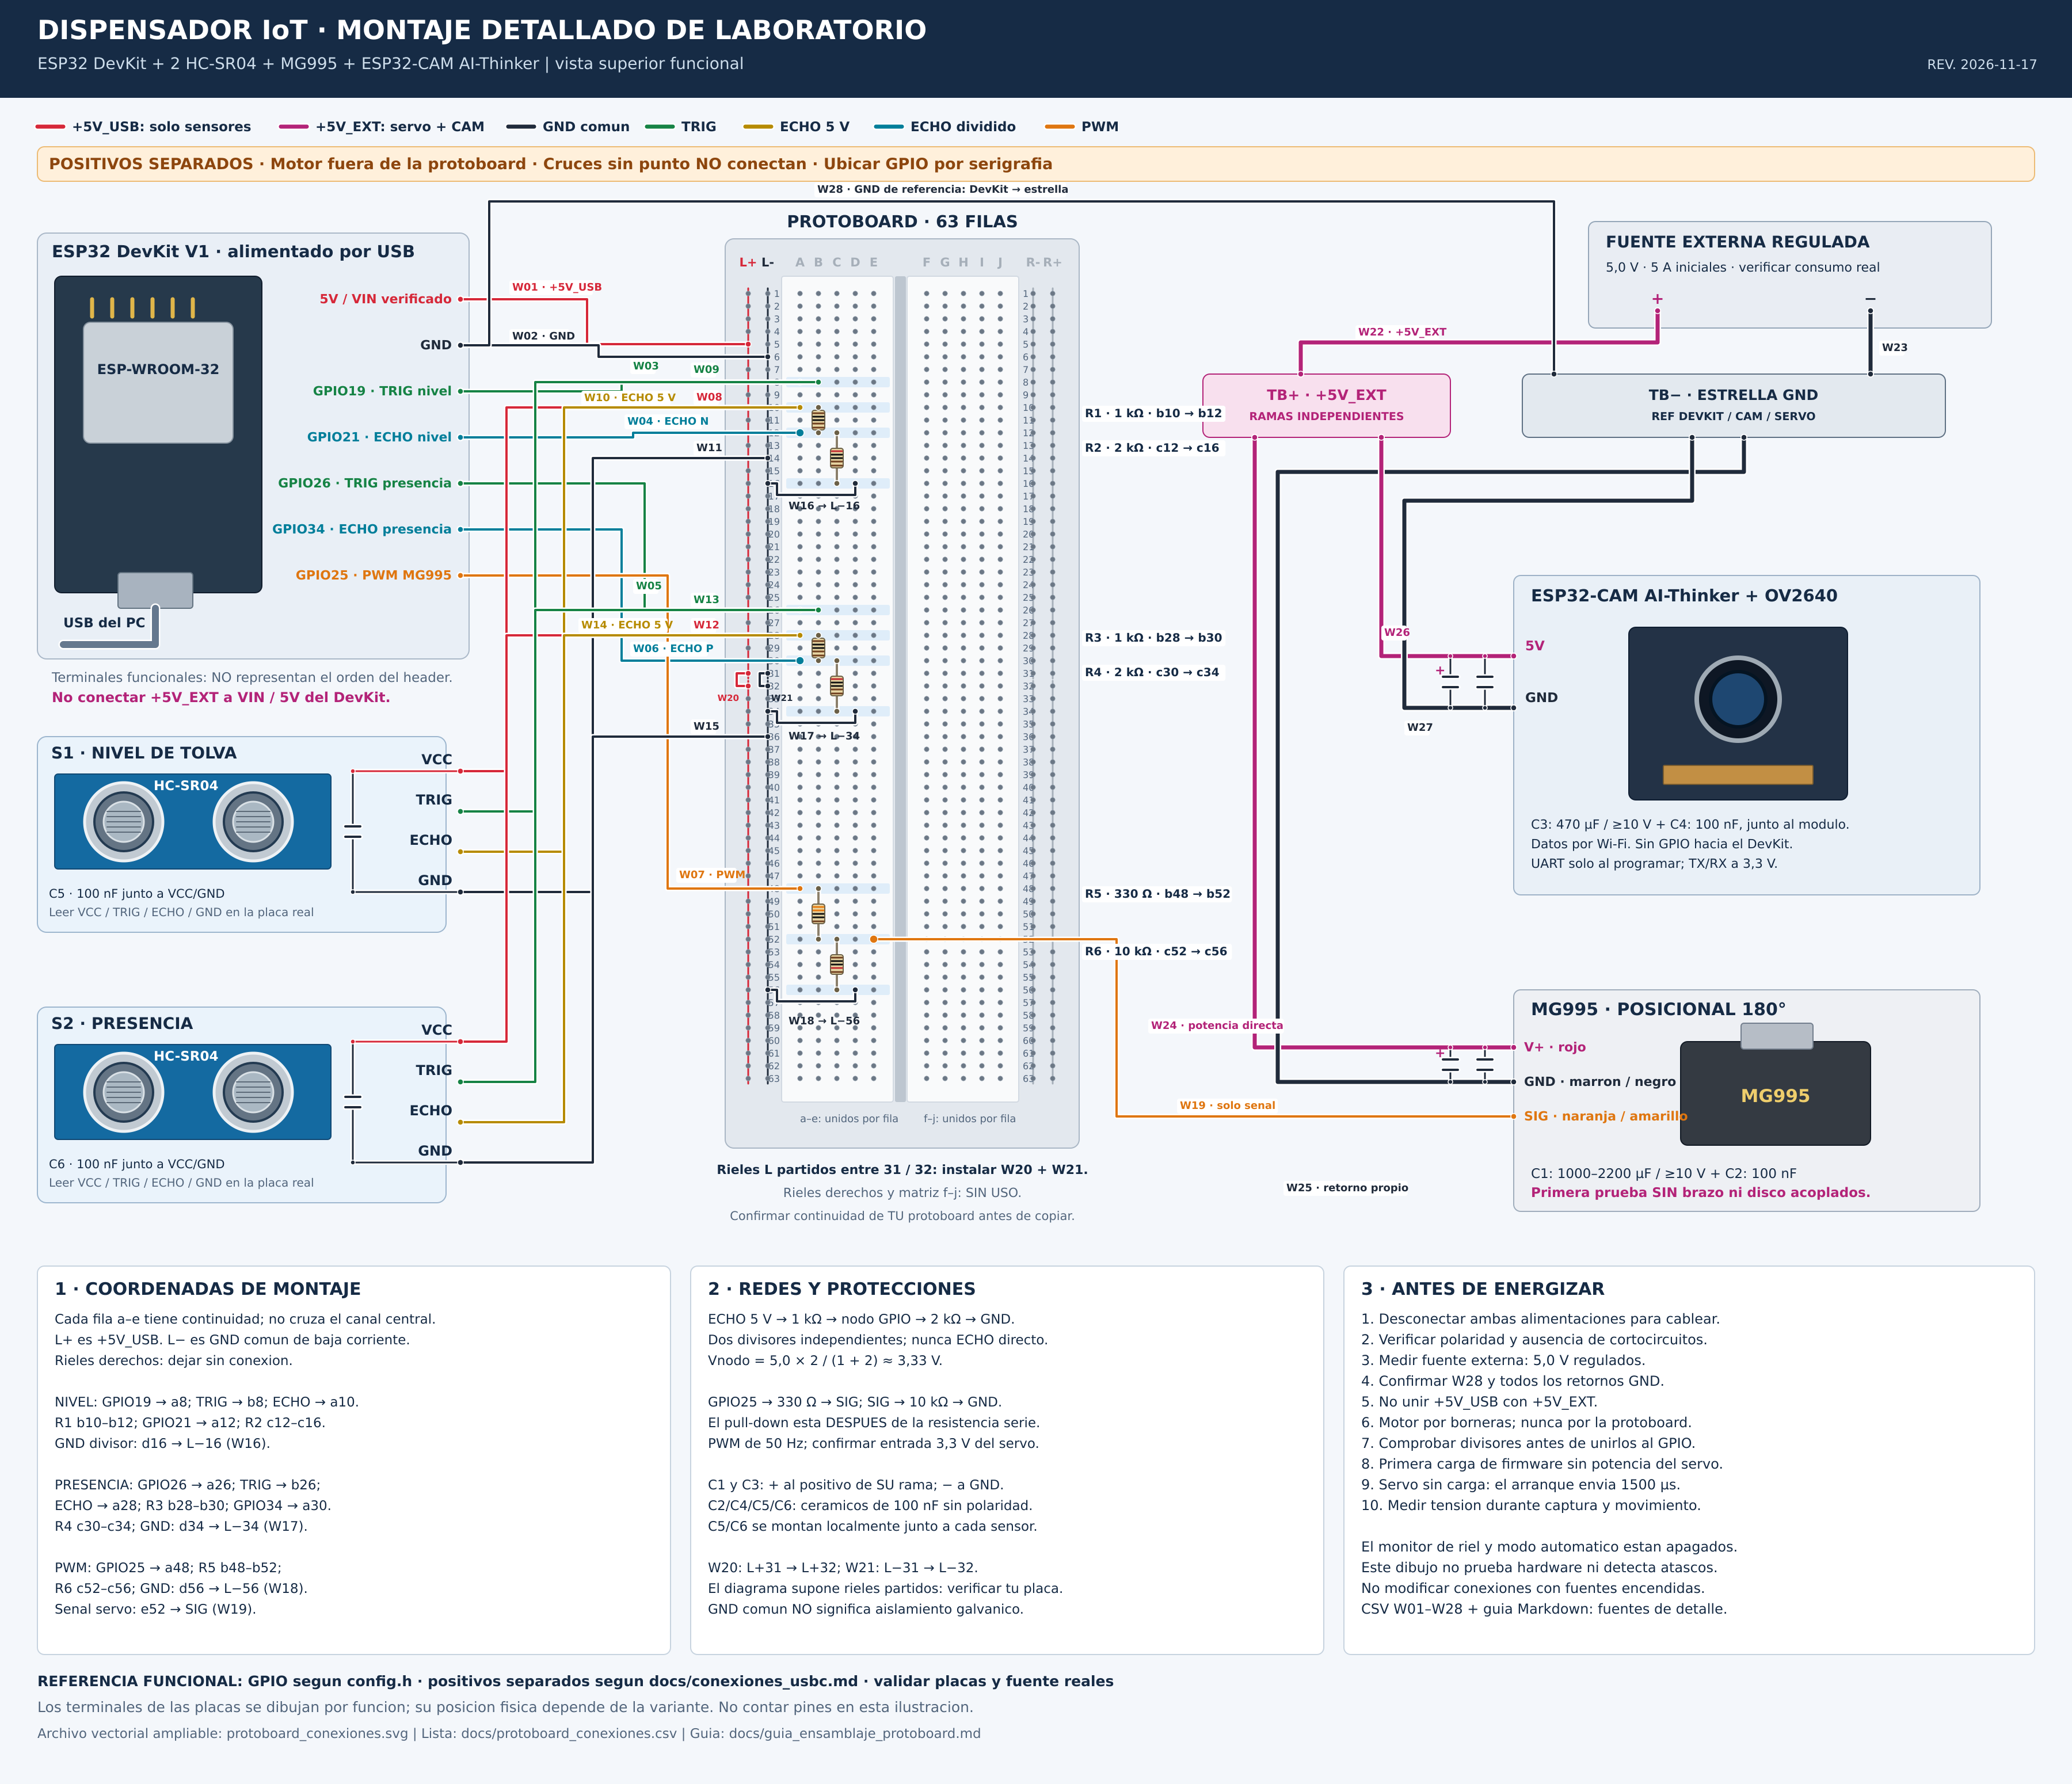 DISPENSADOR IoT · MONTAJE DETALLADO DE LABORATORIO
ESP32 DevKit + 2 HC-SR04 + MG995 + ESP32-CAM AI-Thinker | vista superior funcional
REV. 2026-11-17
+5V_USB: solo sensores
+5V_EXT: servo + CAM
GND comun
TRIG
ECHO 5 V
ECHO dividido
PWM
POSITIVOS SEPARADOS · Motor fuera de la protoboard · Cruces sin punto NO conectan · Ubicar GPIO por serigrafia
W28 · GND de referencia: DevKit → estrella
ESP32 DevKit V1 · alimentado por USB
ESP-WROOM-32
USB del PC
5V / VIN verificado
GND
GPIO19 · TRIG nivel
GPIO21 · ECHO nivel
GPIO26 · TRIG presencia
GPIO34 · ECHO presencia
GPIO25 · PWM MG995
Terminales funcionales: NO representan el orden del header.
No conectar +5V_EXT a VIN / 5V del DevKit.
W01 · +5V_USB
W02 · GND
W03
W09
W10 · ECHO 5 V
W08
W04 · ECHO N
W11
W05
W13
W14 · ECHO 5 V
W12
W06 · ECHO P
W20
W21
W15
W07 · PWM
S1 · NIVEL DE TOLVA
HC-SR04
VCC
TRIG
ECHO
GND
C5 · 100 nF junto a VCC/GND
Leer VCC / TRIG / ECHO / GND en la placa real
S2 · PRESENCIA
HC-SR04
VCC
TRIG
ECHO
GND
C6 · 100 nF junto a VCC/GND
Leer VCC / TRIG / ECHO / GND en la placa real
PROTOBOARD · 63 FILAS
L+ L- A B C D E F G H I J R- R+
W16 → L−16
W17 → L−34
W18 → L−56
a–e: unidos por fila
f–j: unidos por fila
Rieles L partidos entre 31 / 32: instalar W20 + W21.
Rieles derechos y matriz f–j: SIN USO.
Confirmar continuidad de TU protoboard antes de copiar.
R1 · 1 kΩ · b10 → b12
R2 · 2 kΩ · c12 → c16
R3 · 1 kΩ · b28 → b30
R4 · 2 kΩ · c30 → c34
R5 · 330 Ω · b48 → b52
R6 · 10 kΩ · c52 → c56
FUENTE EXTERNA REGULADA
5,0 V · 5 A iniciales · verificar consumo real
+
−
W22 · +5V_EXT
W23
TB+ · +5V_EXT
RAMAS INDEPENDIENTES
TB− · ESTRELLA GND
REF DEVKIT / CAM / SERVO
W26
W27
+
ESP32-CAM AI-Thinker + OV2640
5V
GND
C3: 470 µF / ≥10 V + C4: 100 nF, junto al modulo.
Datos por Wi-Fi. Sin GPIO hacia el DevKit.
UART solo al programar; TX/RX a 3,3 V.
W24 · potencia directa
W19 · solo senal
W25 · retorno propio
+
MG995 · POSICIONAL 180°
V+ · rojo
GND · marron / negro
SIG · naranja / amarillo
MG995
C1: 1000–2200 µF / ≥10 V + C2: 100 nF
Primera prueba SIN brazo ni disco acoplados.
1 · COORDENADAS DE MONTAJE
Cada fila a–e tiene continuidad; no cruza el canal central.
L+ es +5V_USB. L− es GND comun de baja corriente.
Rieles derechos: dejar sin conexion.
NIVEL: GPIO19 → a8; TRIG → b8; ECHO → a10.
R1 b10–b12; GPIO21 → a12; R2 c12–c16.
GND divisor: d16 → L−16 (W16).
PRESENCIA: GPIO26 → a26; TRIG → b26;
ECHO → a28; R3 b28–b30; GPIO34 → a30.
R4 c30–c34; GND: d34 → L−34 (W17).
PWM: GPIO25 → a48; R5 b48–b52;
R6 c52–c56; GND: d56 → L−56 (W18).
Senal servo: e52 → SIG (W19).
2 · REDES Y PROTECCIONES
ECHO 5 V → 1 kΩ → nodo GPIO → 2 kΩ → GND.
Dos divisores independientes; nunca ECHO directo.
Vnodo = 5,0 × 2 / (1 + 2) ≈ 3,33 V.
GPIO25 → 330 Ω → SIG; SIG → 10 kΩ → GND.
El pull-down esta DESPUES de la resistencia serie.
PWM de 50 Hz; confirmar entrada 3,3 V del servo.
C1 y C3: + al positivo de SU rama; − a GND.
C2/C4/C5/C6: ceramicos de 100 nF sin polaridad.
C5/C6 se montan localmente junto a cada sensor.
W20: L+31 → L+32; W21: L−31 → L−32.
El diagrama supone rieles partidos: verificar tu placa.
GND comun NO significa aislamiento galvanico.
3 · ANTES DE ENERGIZAR
1. Desconectar ambas alimentaciones para cablear.
2. Verificar polaridad y ausencia de cortocircuitos.
3. Medir fuente externa: 5,0 V regulados.
4. Confirmar W28 y todos los retornos GND.
5. No unir +5V_USB con +5V_EXT.
6. Motor por borneras; nunca por la protoboard.
7. Comprobar divisores antes de unirlos al GPIO.
8. Primera carga de firmware sin potencia del servo.
9. Servo sin carga: el arranque envia 1500 µs.
10. Medir tension durante captura y movimiento.
El monitor de riel y modo automatico estan apagados.
Este dibujo no prueba hardware ni detecta atascos.
No modificar conexiones con fuentes encendidas.
CSV W01–W28 + guia Markdown: fuentes de detalle.
REFERENCIA FUNCIONAL: GPIO segun config.h · positivos separados segun docs/conexiones_usbc.md · validar placas y fuente reales
Los terminales de las placas se dibujan por funcion; su posicion fisica depende de la variante. No contar pines en esta ilustracion.
Archivo vectorial ampliable: protoboard_conexiones.svg | Lista: docs/protoboard_conexiones.csv | Guia: docs/guia_ensamblaje_protoboard.md